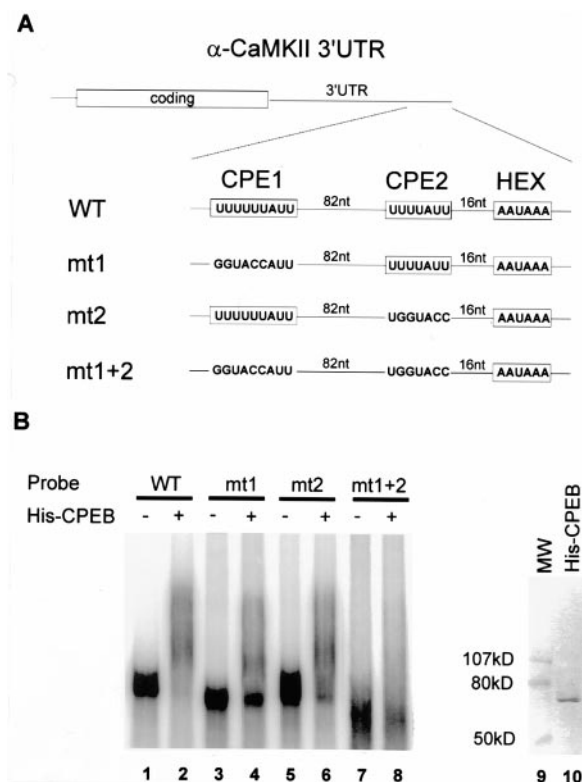 A
α-CaMKII 3'UTR
coding 3'UTR
CPE1 CPE2 HEX
WT UUUUUUAUU 82nt UUUUAUU 16nt AAUAAA
mt1 GGUACCAUU 82nt UUUUAUU 16nt AAUAAA
mt2 UUUUUUAUU 82nt UGGUACC 16nt AAUAAA
mt1+2 GGUACCAUU 82nt UGGUACC 16nt AAUAAA
B
Probe WT mt1 mt2 mt1+2
His-CPEB - + - + - + - +
MW His-CPEB
107kD
80kD
50kD
1 2 3 4 5 6 7 8 9 10